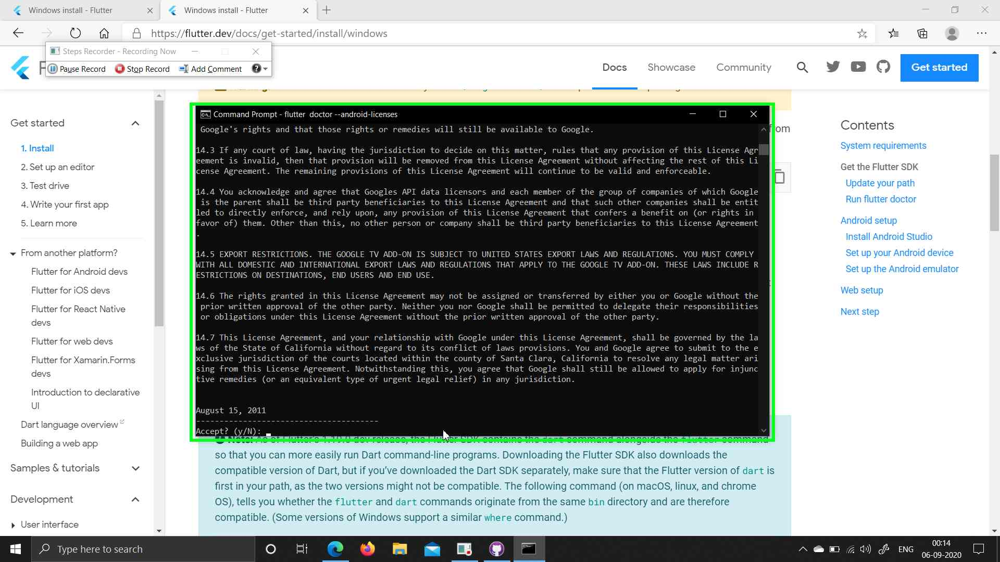 Windows install - Flutter
Windows install - Flutter
https://flutter.dev/docs/get-started/install/windows
Steps Recorder - Recording Now
Pause Record
Stop Record
Add Comment
Docs
Showcase
Community
Get started
Get started
1. Install
2. Set up an editor
3. Test drive
4. Write your first app
5. Learn more
From another platform?
Flutter for Android devs
Flutter for iOS devs
Flutter for React Native
devs
Flutter for web devs
Flutter for Xamarin.Forms
devs
Introduction to declarative
UI
Dart language overview
Building a web app
Samples & tutorials
Development
User interface
Command Prompt - flutter  doctor --android-licenses
Google's rights and that those rights or remedies will still be available to Google.
14.3 If any court of law, having the jurisdiction to decide on this matter, rules that any provision of this License Agr
eement is invalid, then that provision will be removed from this License Agreement without affecting the rest of this Li
cense Agreement. The remaining provisions of this License Agreement will continue to be valid and enforceable.
14.4 You acknowledge and agree that Googles API data licensors and each member of the group of companies of which Google
is the parent shall be third party beneficiaries to this License Agreement and that such other companies shall be entit
led to directly enforce, and rely upon, any provision of this License Agreement that confers a benefit on (or rights in
favor of) them. Other than this, no other person or company shall be third party beneficiaries to this License Agreement
.
14.5 EXPORT RESTRICTIONS. THE GOOGLE TV ADD-ON IS SUBJECT TO UNITED STATES EXPORT LAWS AND REGULATIONS. YOU MUST COMPLY
WITH ALL DOMESTIC AND INTERNATIONAL EXPORT LAWS AND REGULATIONS THAT APPLY TO THE GOOGLE TV ADD-ON. THESE LAWS INCLUDE R
ESTRICTIONS ON DESTINATIONS, END USERS AND END USE.
14.6 The rights granted in this License Agreement may not be assigned or transferred by either you or Google without the
prior written approval of the other party. Neither you nor Google shall be permitted to delegate their responsibilities
or obligations under this License Agreement without the prior written approval of the other party.
14.7 This License Agreement, and your relationship with Google under this License Agreement, shall be governed by the la
ws of the State of California without regard to its conflict of laws provisions. You and Google agree to submit to the e
xclusive jurisdiction of the courts located within the county of Santa Clara, California to resolve any legal matter ari
sing from this License Agreement. Notwithstanding this, you agree that Google shall still be allowed to apply for injunc
tive remedies (or an equivalent type of urgent legal relief) in any jurisdiction.
August 15, 2011
---------------------------------------
Accept? (y/N):
from
Note: As of Flutter's 1.19.0 dev release, the Flutter SDK contains the dart command alongside the flutter command
so that you can more easily run Dart command-line programs. Downloading the Flutter SDK also downloads the
compatible version of Dart, but if you've downloaded the Dart SDK separately, make sure that the Flutter version of dart is
first in your path, as the two versions might not be compatible. The following command (on macOS, linux, and chrome
OS), tells you whether the flutter and dart commands originate from the same bin directory and are therefore
compatible. (Some versions of Windows support a similar where command.)
Contents
System requirements
Get the Flutter SDK
Update your path
Run flutter doctor
Android setup
Install Android Studio
Set up your Android device
Set up the Android emulator
Web setup
Next step
Type here to search
ENG
00:14
06-09-2020